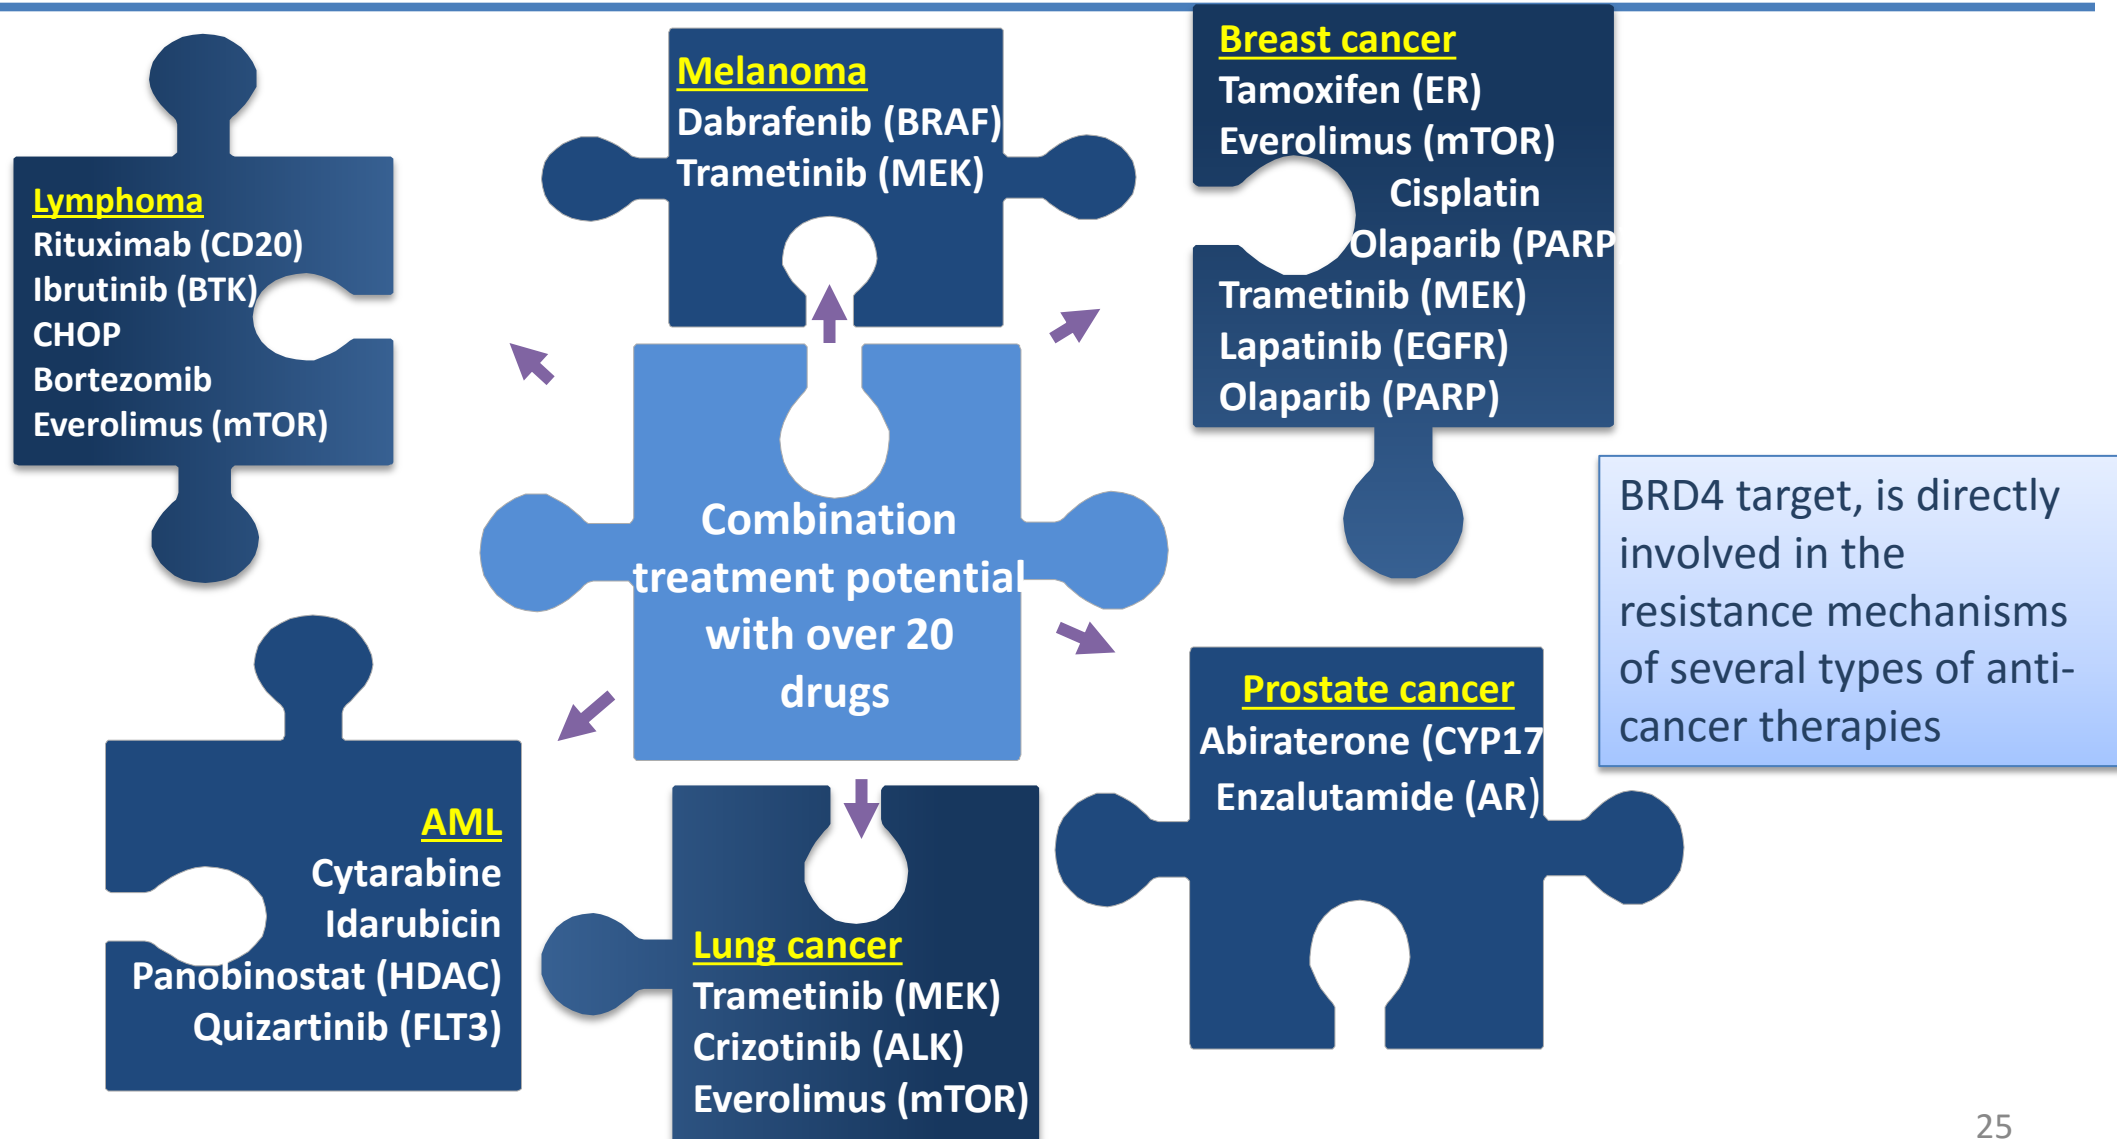 Lymphoma
Rituximab (CD20)
Ibrutinib (BTK)
CHOP
Bortezomib
Everolimus (mTOR)
Melanoma
Dabrafenib (BRAF)
Trametinib (MEK)
Breast cancer
Tamoxifen (ER)
Everolimus (mTOR)
Cisplatin
Olaparib (PARP
Trametinib (MEK)
Lapatinib (EGFR)
Olaparib (PARP)
Combination
treatment potential
with over 20
drugs
BRD4 target, is directly
involved in the
resistance mechanisms
of several types of anti-
cancer therapies
AML
Cytarabine
Idarubicin
Panobinostat (HDAC)
Quizartinib (FLT3)
Lung cancer
Trametinib (MEK)
Crizotinib (ALK)
Everolimus (mTOR)
Prostate cancer
Abiraterone (CYP17
Enzalutamide (AR)
25